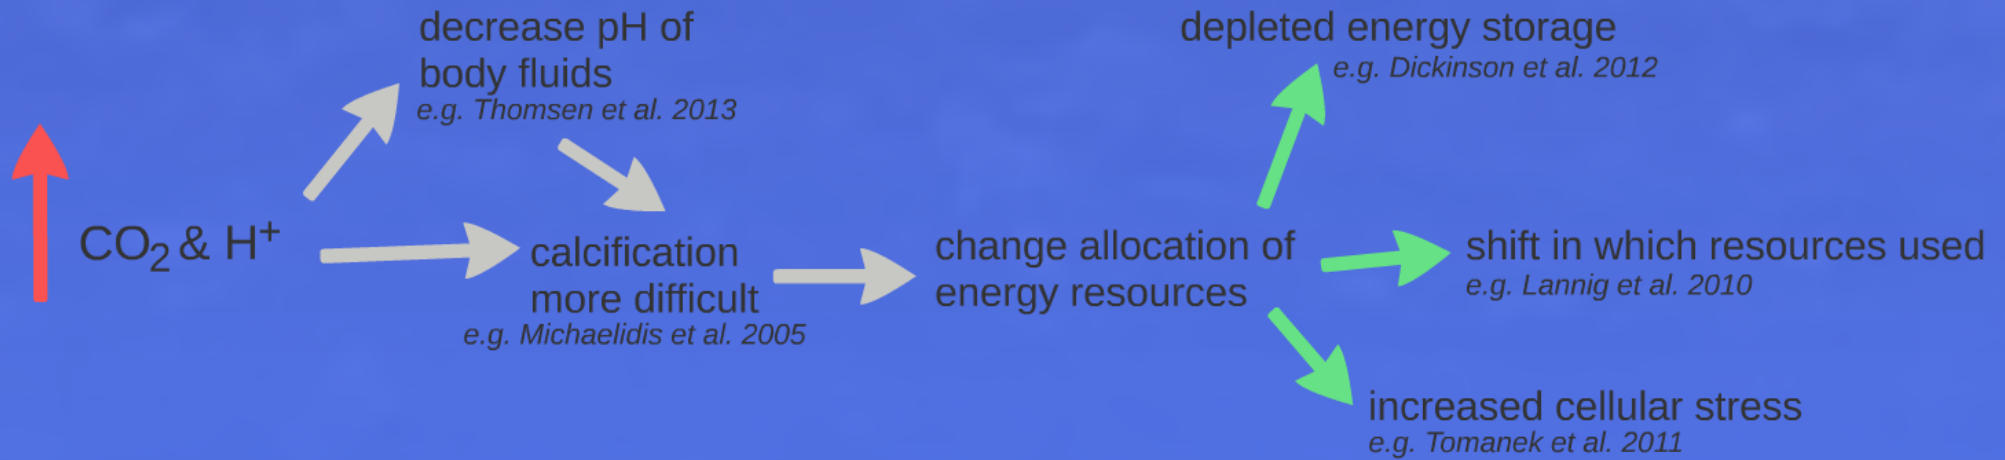 decrease pH of
body fluids
e.g. Thomsen et al. 2013
CO₂ & H⁺
calcification
more difficult
e.g. Michaelidis et al. 2005
change allocation of
energy resources
depleted energy storage
e.g. Dickinson et al. 2012
shift in which resources used
e.g. Lannig et al. 2010
increased cellular stress
e.g. Tomanek et al. 2011